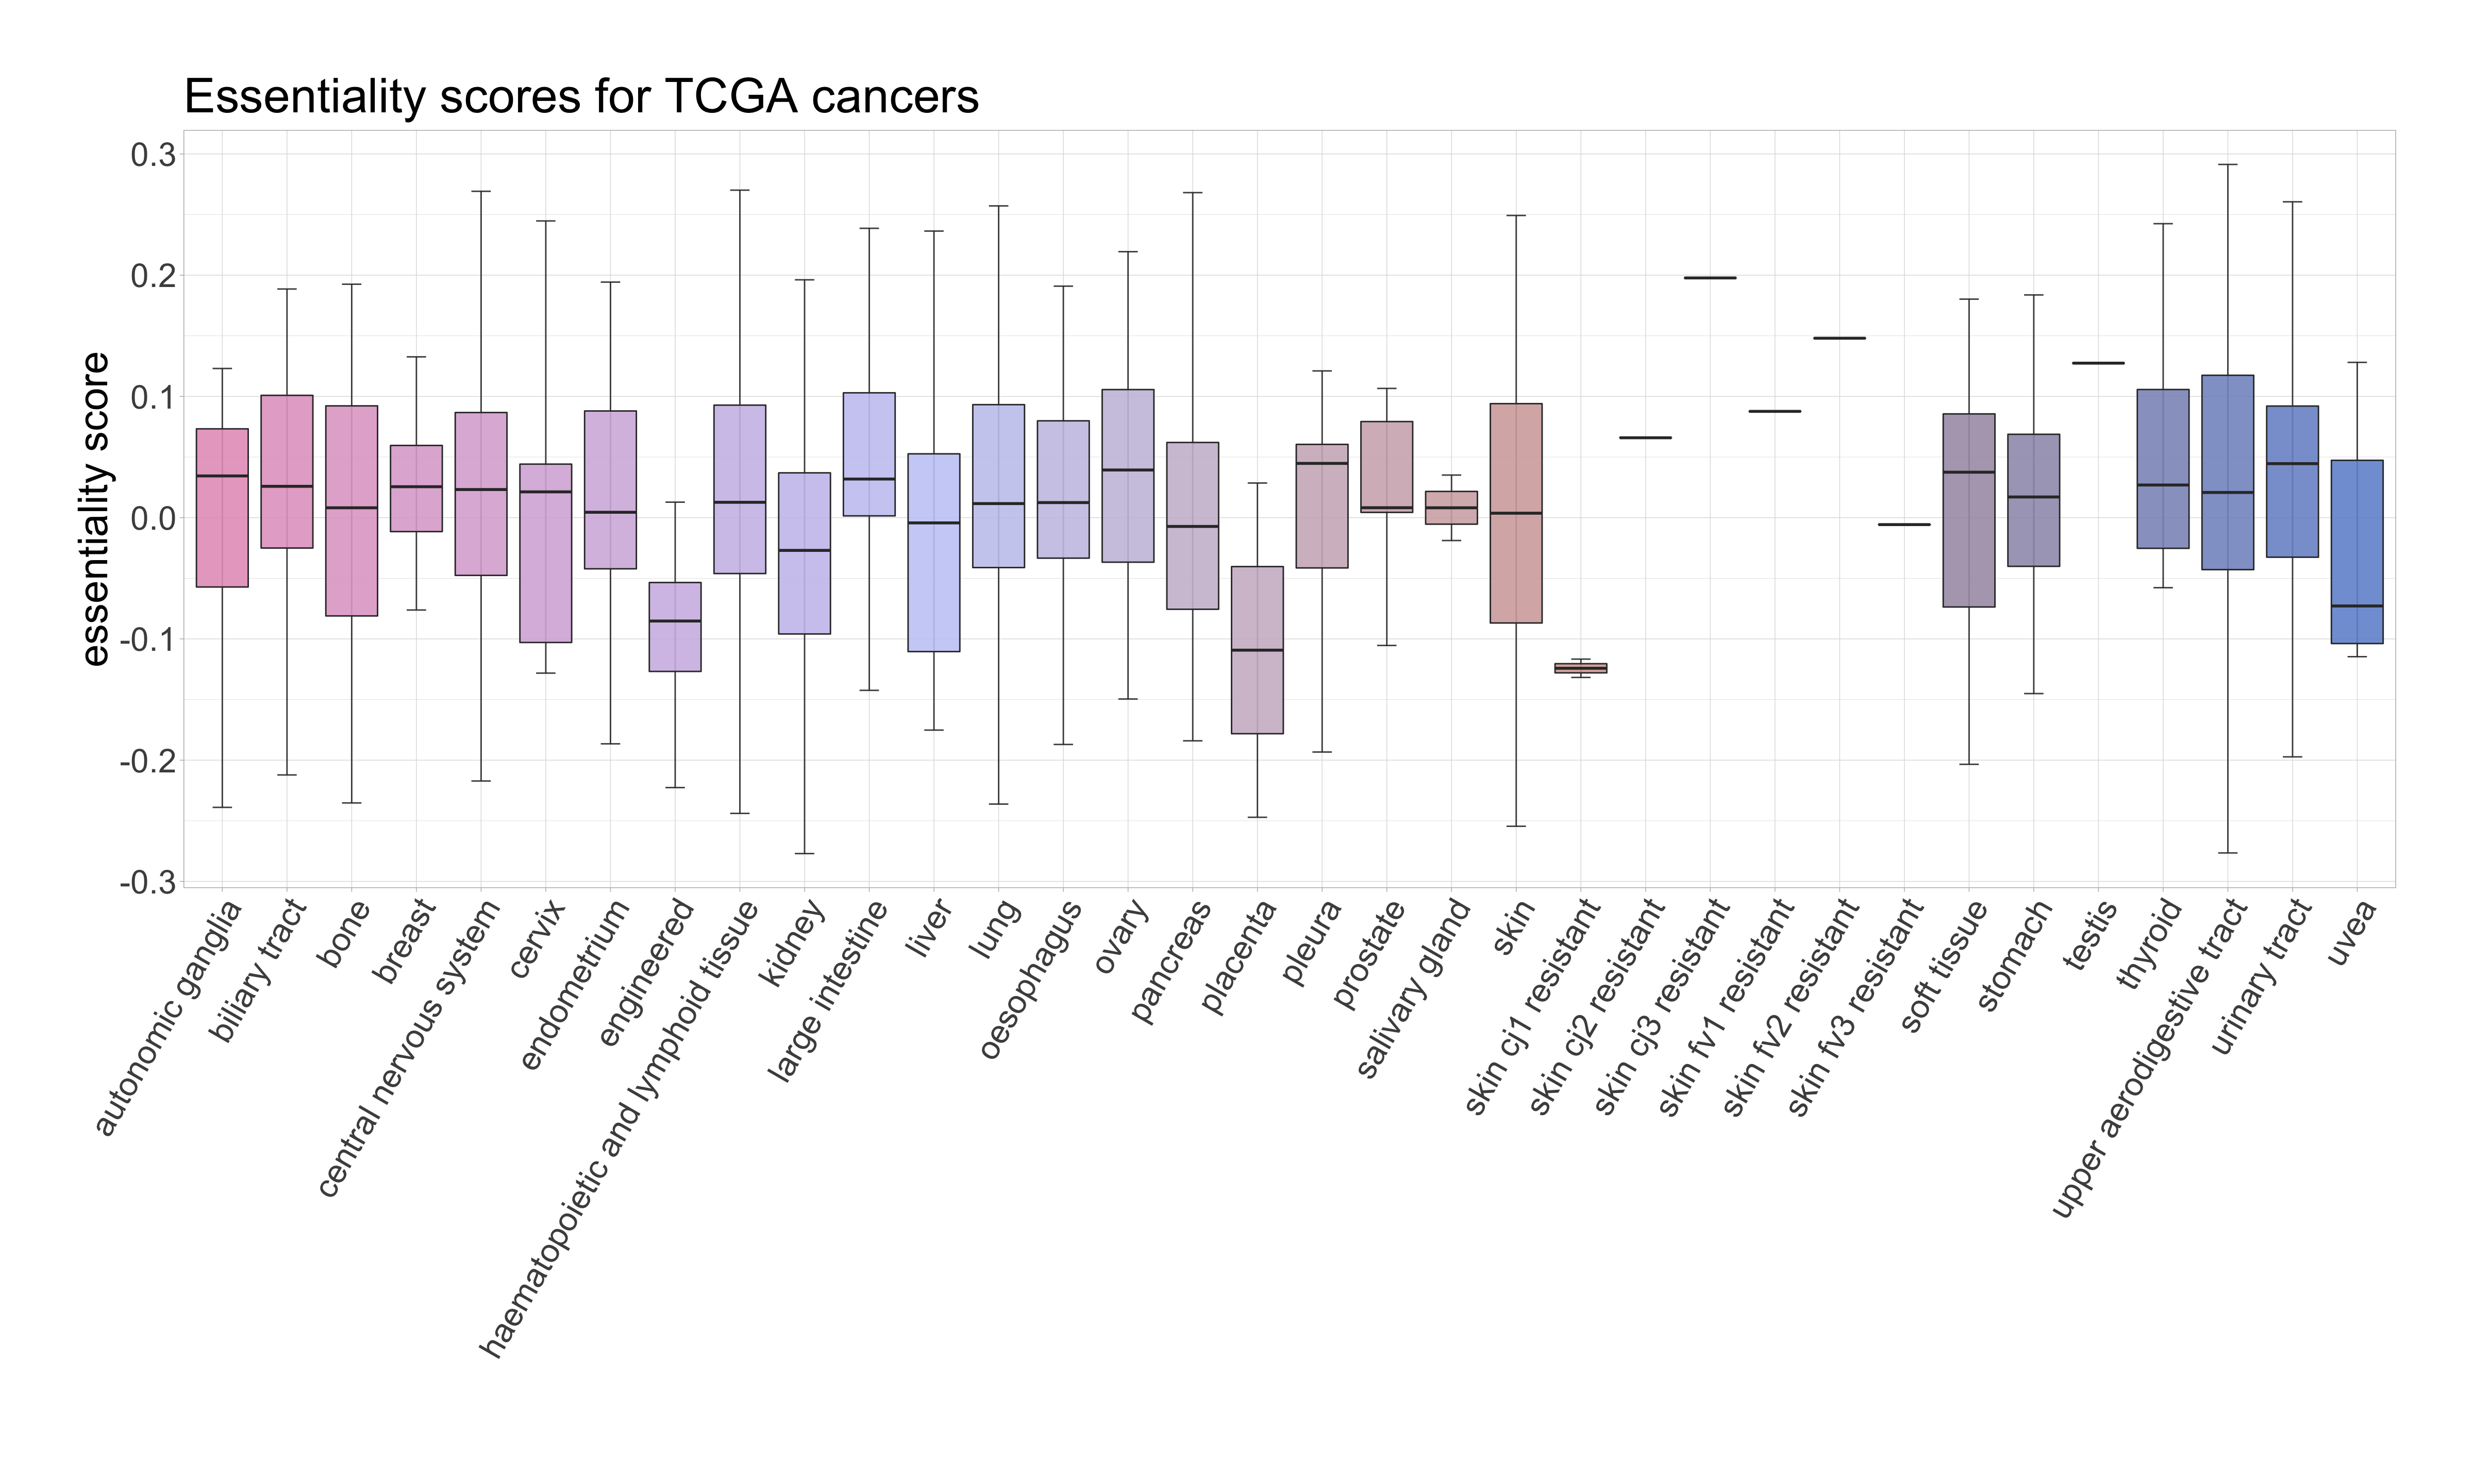 Essentiality scores for TCGA cancers
essentiality score
0.3
0.2
0.1
0.0
-0.1
-0.2
-0.3
autonomic ganglia
biliary tract
bone
breast
central nervous system
cervix
endometrium
engineered
haematopoietic and lymphoid tissue
kidney
large intestine
liver
lung
oesophagus
ovary
pancreas
placenta
pleura
prostate
salivary gland
skin
skin cj1 resistant
skin cj2 resistant
skin cj3 resistant
skin fv1 resistant
skin fv2 resistant
skin fv3 resistant
soft tissue
stomach
testis
thyroid
upper aerodigestive tract
urinary tract
uvea